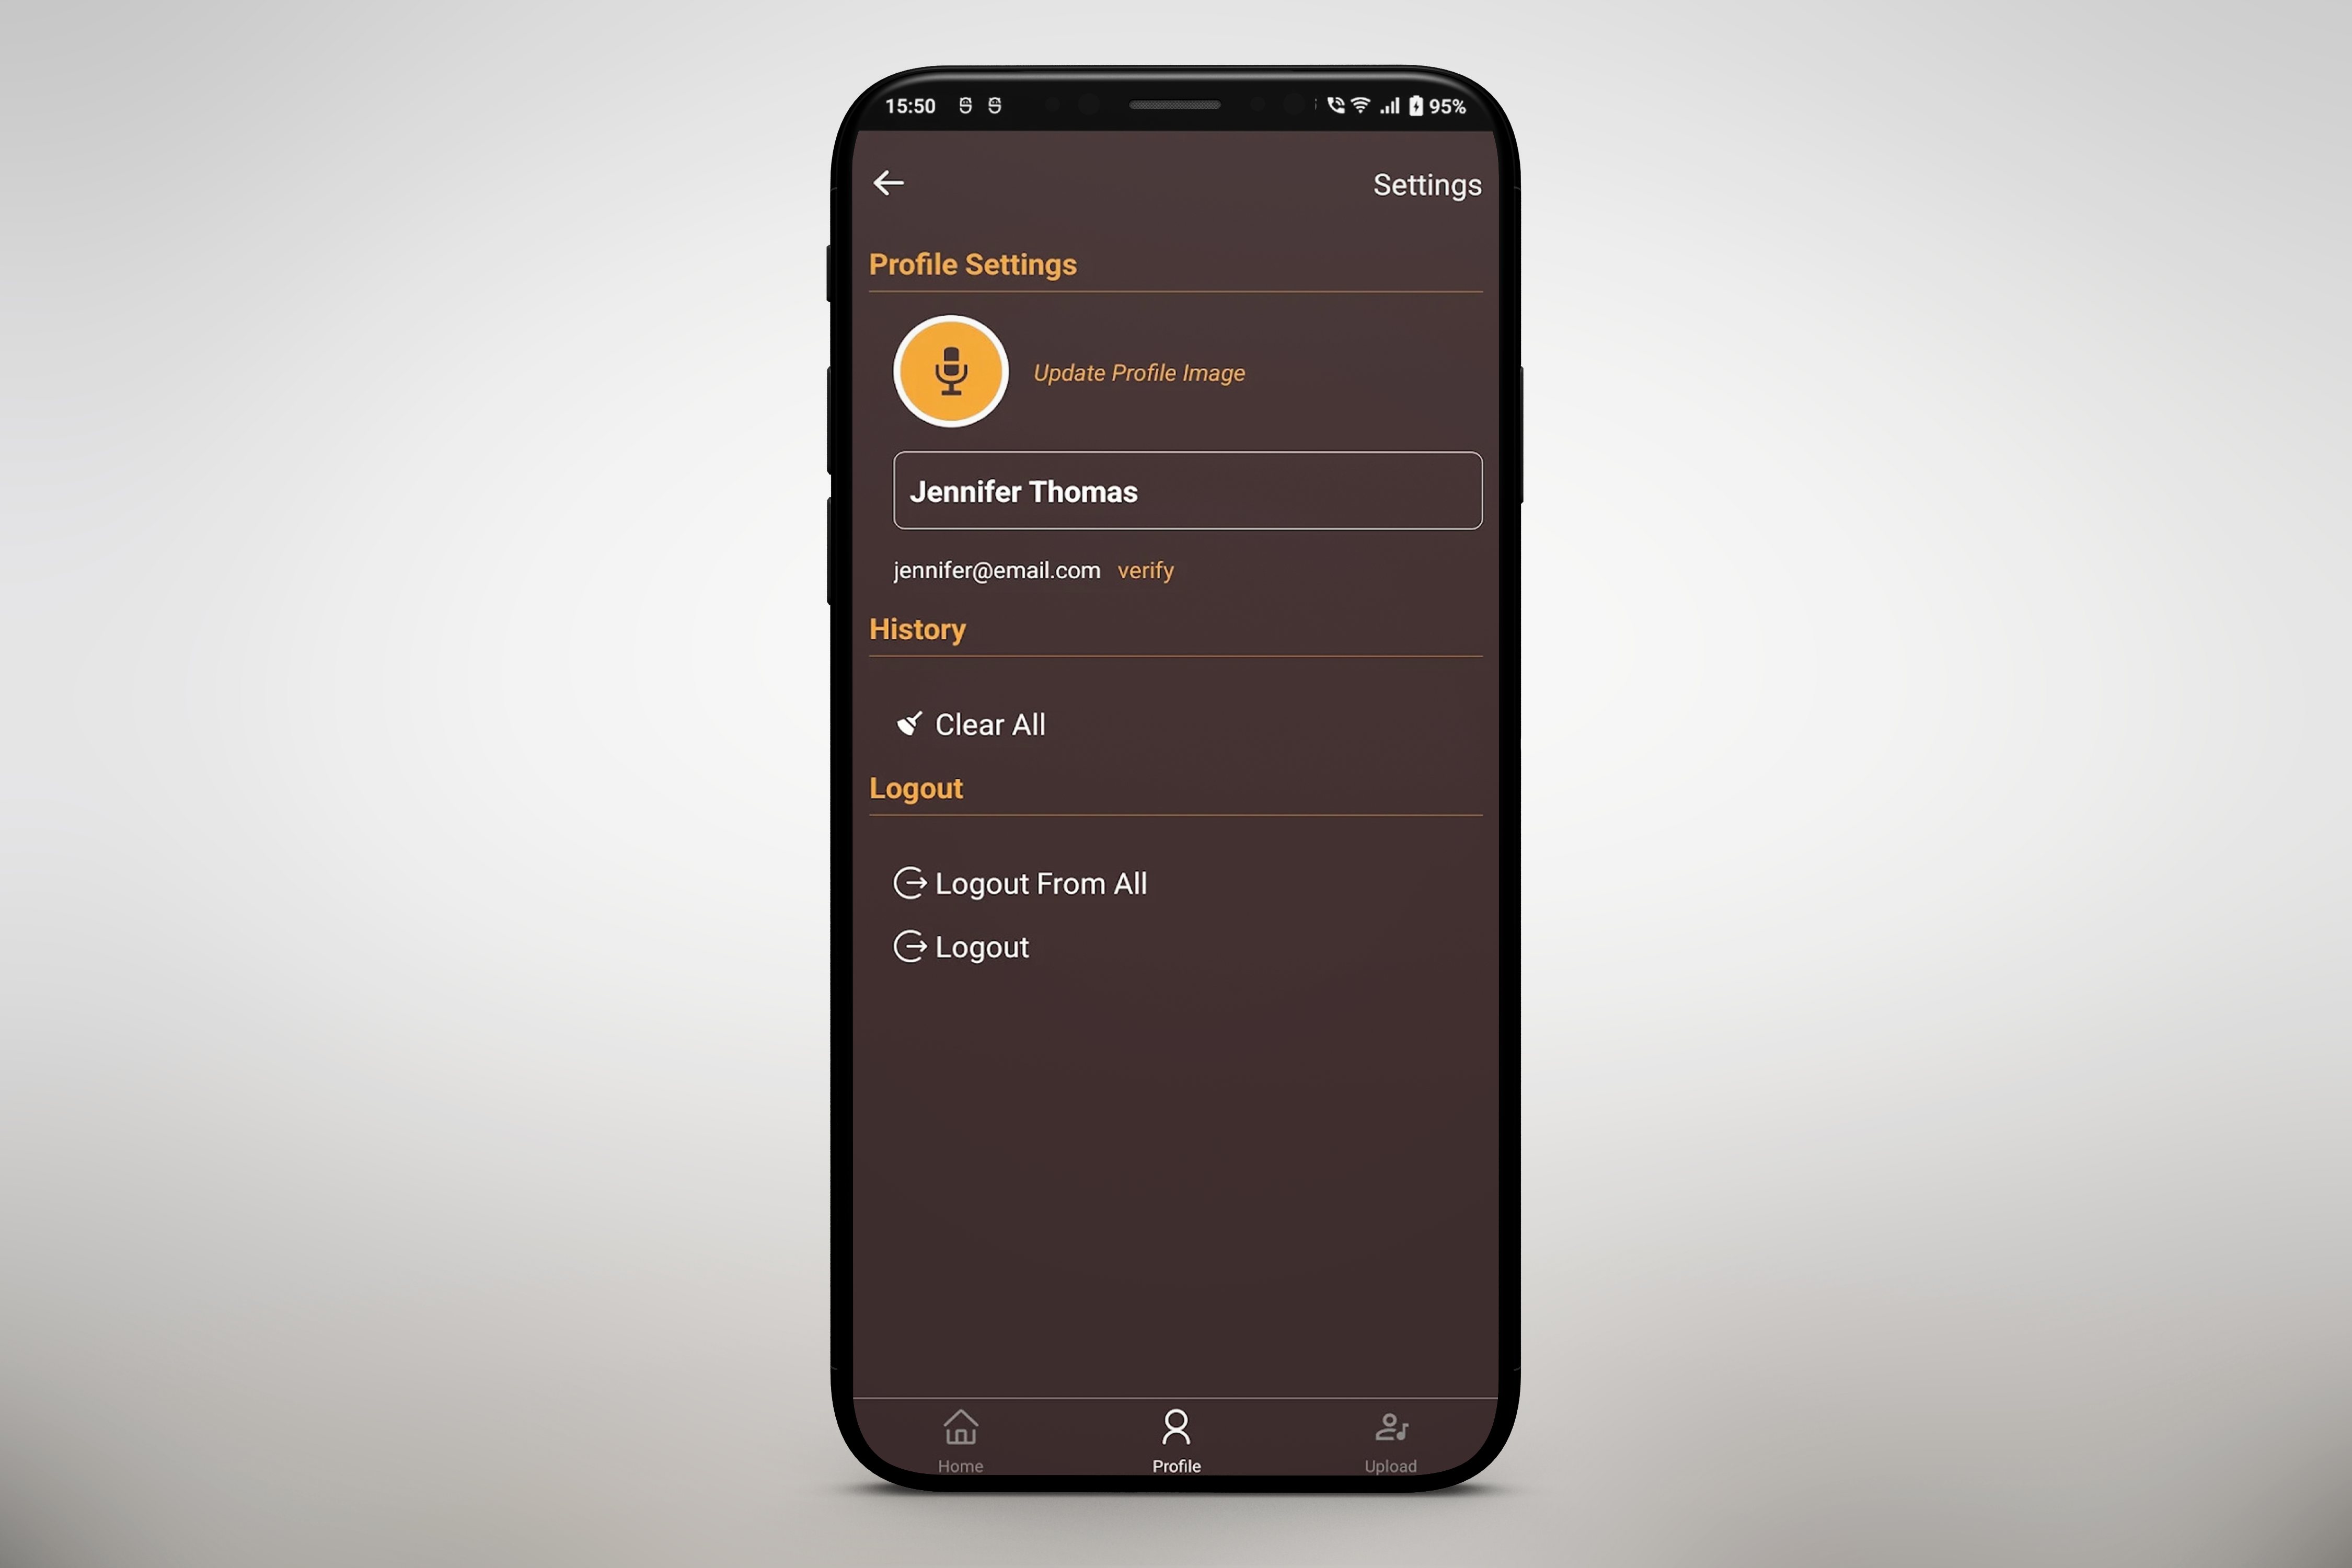 15:50 95%
Settings
Profile Settings
Update Profile Image
Jennifer Thomas
jennifer@email.com verify
History
Clear All
Logout
Logout From All
Logout
Home Profile Upload